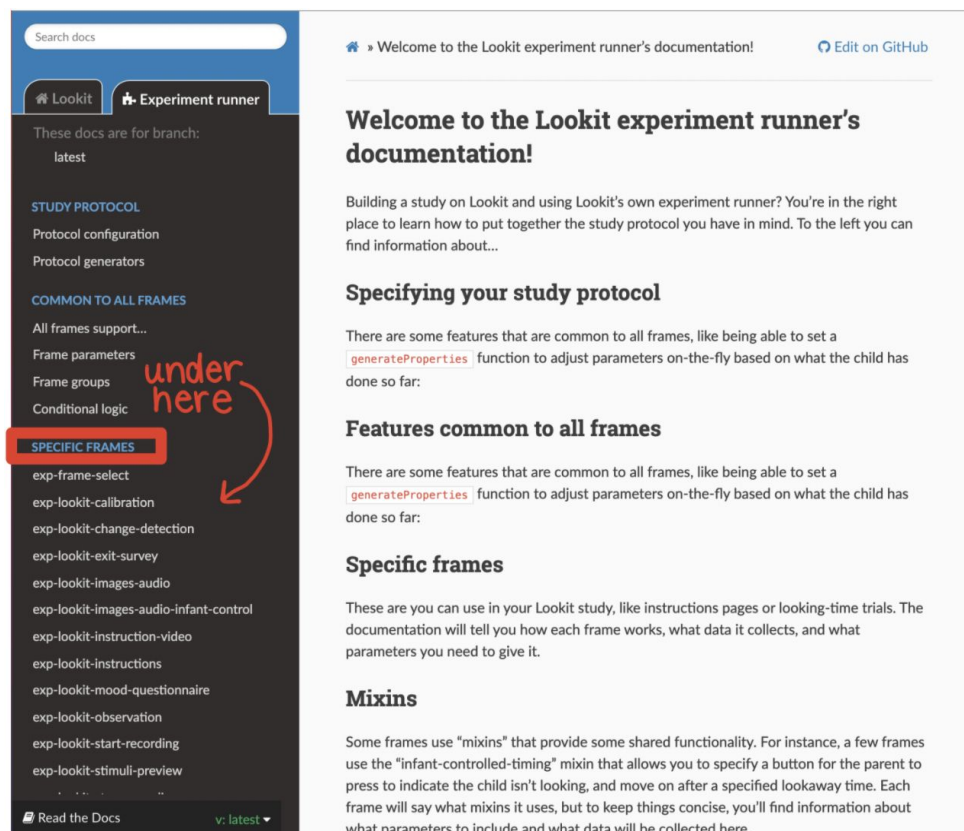 Search docs
Lookit
Experiment runner
These docs are for branch:
latest
STUDY PROTOCOL
Protocol configuration
Protocol generators
COMMON TO ALL FRAMES
All frames support...
Frame parameters
Frame groups
Conditional logic
under
here
SPECIFIC FRAMES
exp-frame-select
exp-lookit-calibration
exp-lookit-change-detection
exp-lookit-exit-survey
exp-lookit-images-audio
exp-lookit-images-audio-infant-control
exp-lookit-instruction-video
exp-lookit-instructions
exp-lookit-mood-questionnaire
exp-lookit-observation
exp-lookit-start-recording
exp-lookit-stimuli-preview
Read the Docs
v: latest
» Welcome to the Lookit experiment runner's documentation!
Edit on GitHub
Welcome to the Lookit experiment runner's
documentation!
Building a study on Lookit and using Lookit's own experiment runner? You're in the right
place to learn how to put together the study protocol you have in mind. To the left you can
find information about...
Specifying your study protocol
There are some features that are common to all frames, like being able to set a
generateProperties function to adjust parameters on-the-fly based on what the child has
done so far:
Features common to all frames
There are some features that are common to all frames, like being able to set a
generateProperties function to adjust parameters on-the-fly based on what the child has
done so far:
Specific frames
These are you can use in your Lookit study, like instructions pages or looking-time trials. The
documentation will tell you how each frame works, what data it collects, and what
parameters you need to give it.
Mixins
Some frames use "mixins" that provide some shared functionality. For instance, a few frames
use the "infant-controlled-timing" mixin that allows you to specify a button for the parent to
press to indicate the child isn't looking, and move on after a specified lookaway time. Each
frame will say what mixins it uses, but to keep things concise, you'll find information about
what parameters to include and what data will be collected here